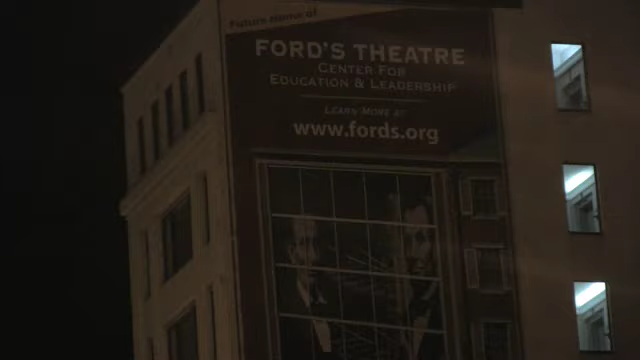 Future Home of
FORD'S THEATRE
CENTER FOR
EDUCATION & LEADERSHIP
LEARN MORE AT
www.fords.org